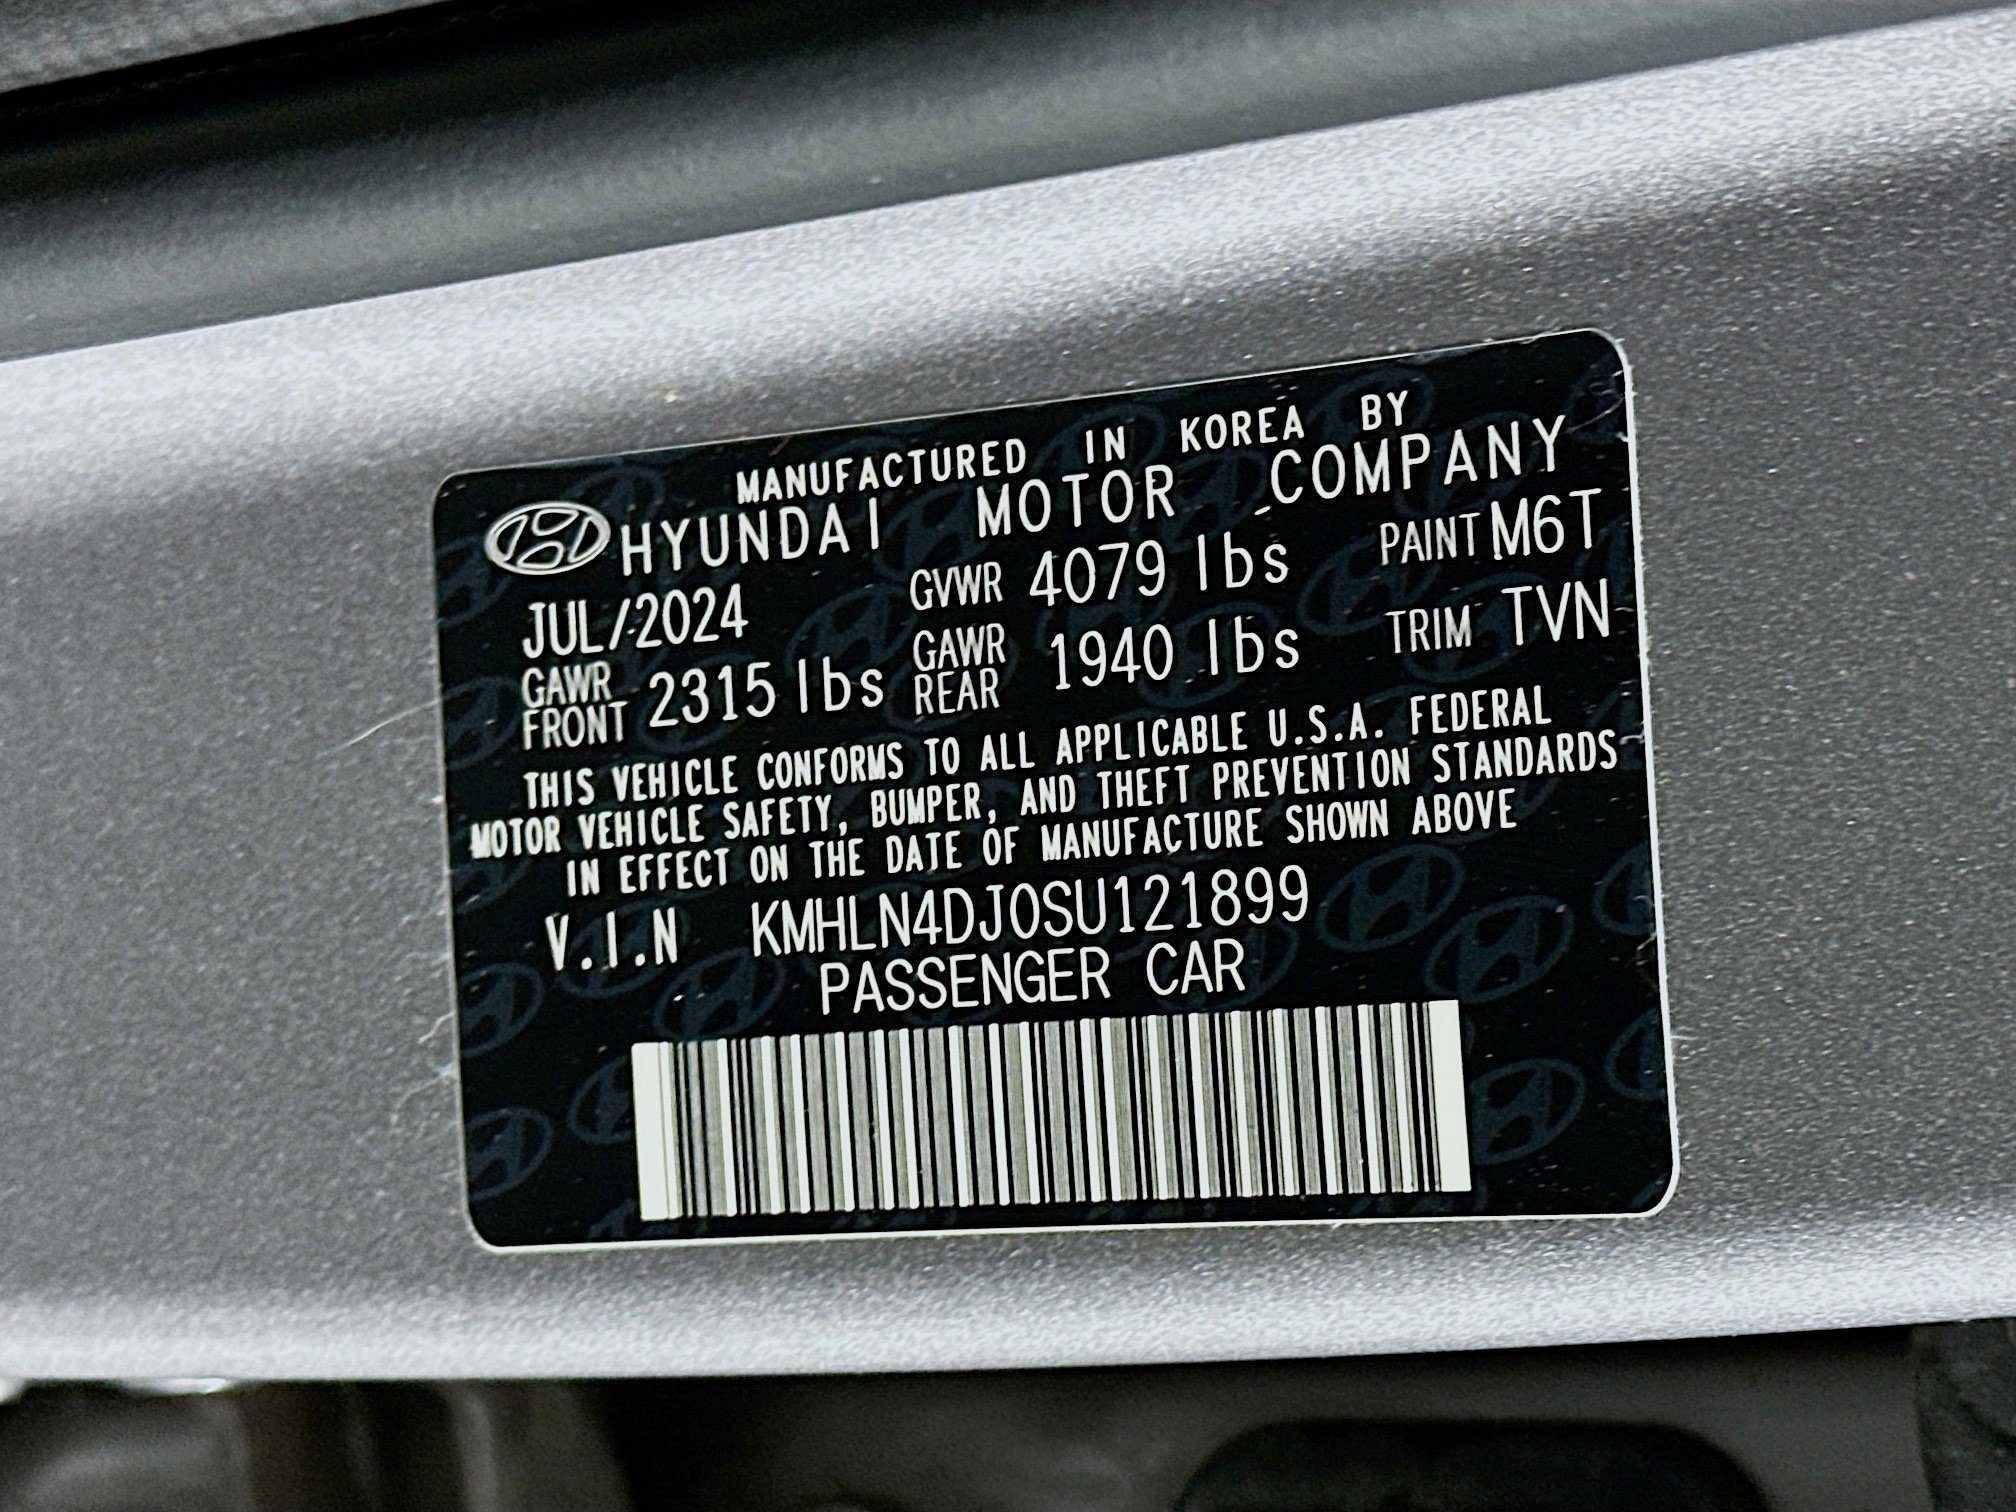 MANUFACTURED IN KOREA BY
HYUNDAI MOTOR COMPANY
JUL/2024 GVWR 4079 lbs PAINT M6T
GAWR FRONT 2315 lbs GAWR REAR 1940 lbs TRIM TVN
THIS VEHICLE CONFORMS TO ALL APPLICABLE U.S.A. FEDERAL
MOTOR VEHICLE SAFETY, BUMPER, AND THEFT PREVENTION STANDARDS
IN EFFECT ON THE DATE OF MANUFACTURE SHOWN ABOVE
V.I.N KMHLN4DJ0SU121899
PASSENGER CAR